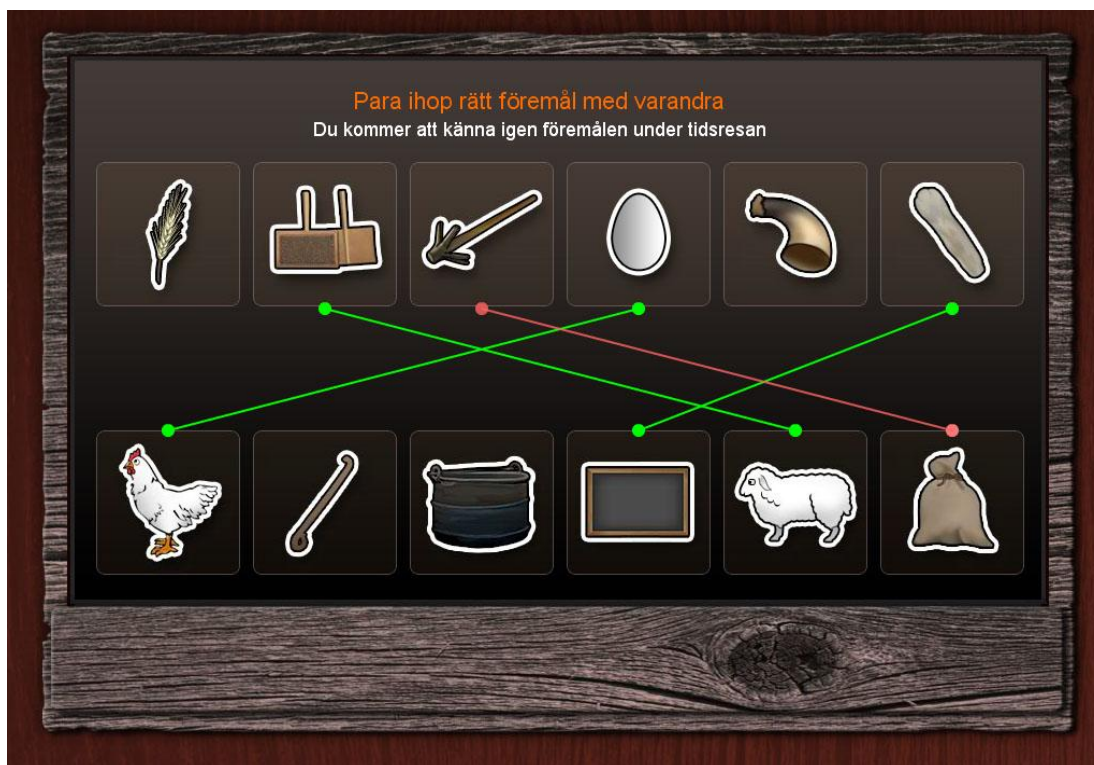 Para ihop rätt föremål med varandra
Du kommer att känna igen föremålen under tidsresan